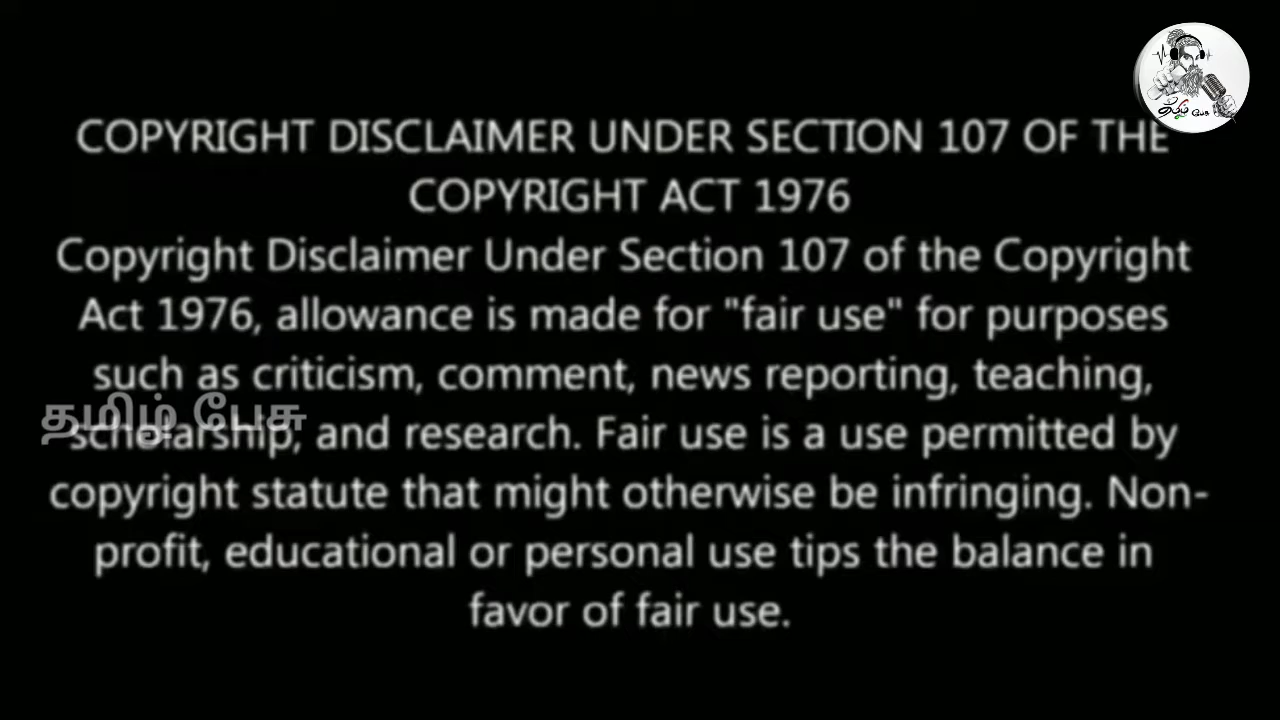 COPYRIGHT DISCLAIMER UNDER SECTION 107 OF THE
COPYRIGHT ACT 1976
Copyright Disclaimer Under Section 107 of the Copyright
Act 1976, allowance is made for "fair use" for purposes
such as criticism, comment, news reporting, teaching,
scholarship, and research. Fair use is a use permitted by
copyright statute that might otherwise be infringing. Non-
profit, educational or personal use tips the balance in
favor of fair use.
தமிழ் பேசு
தமிழ் பேசு